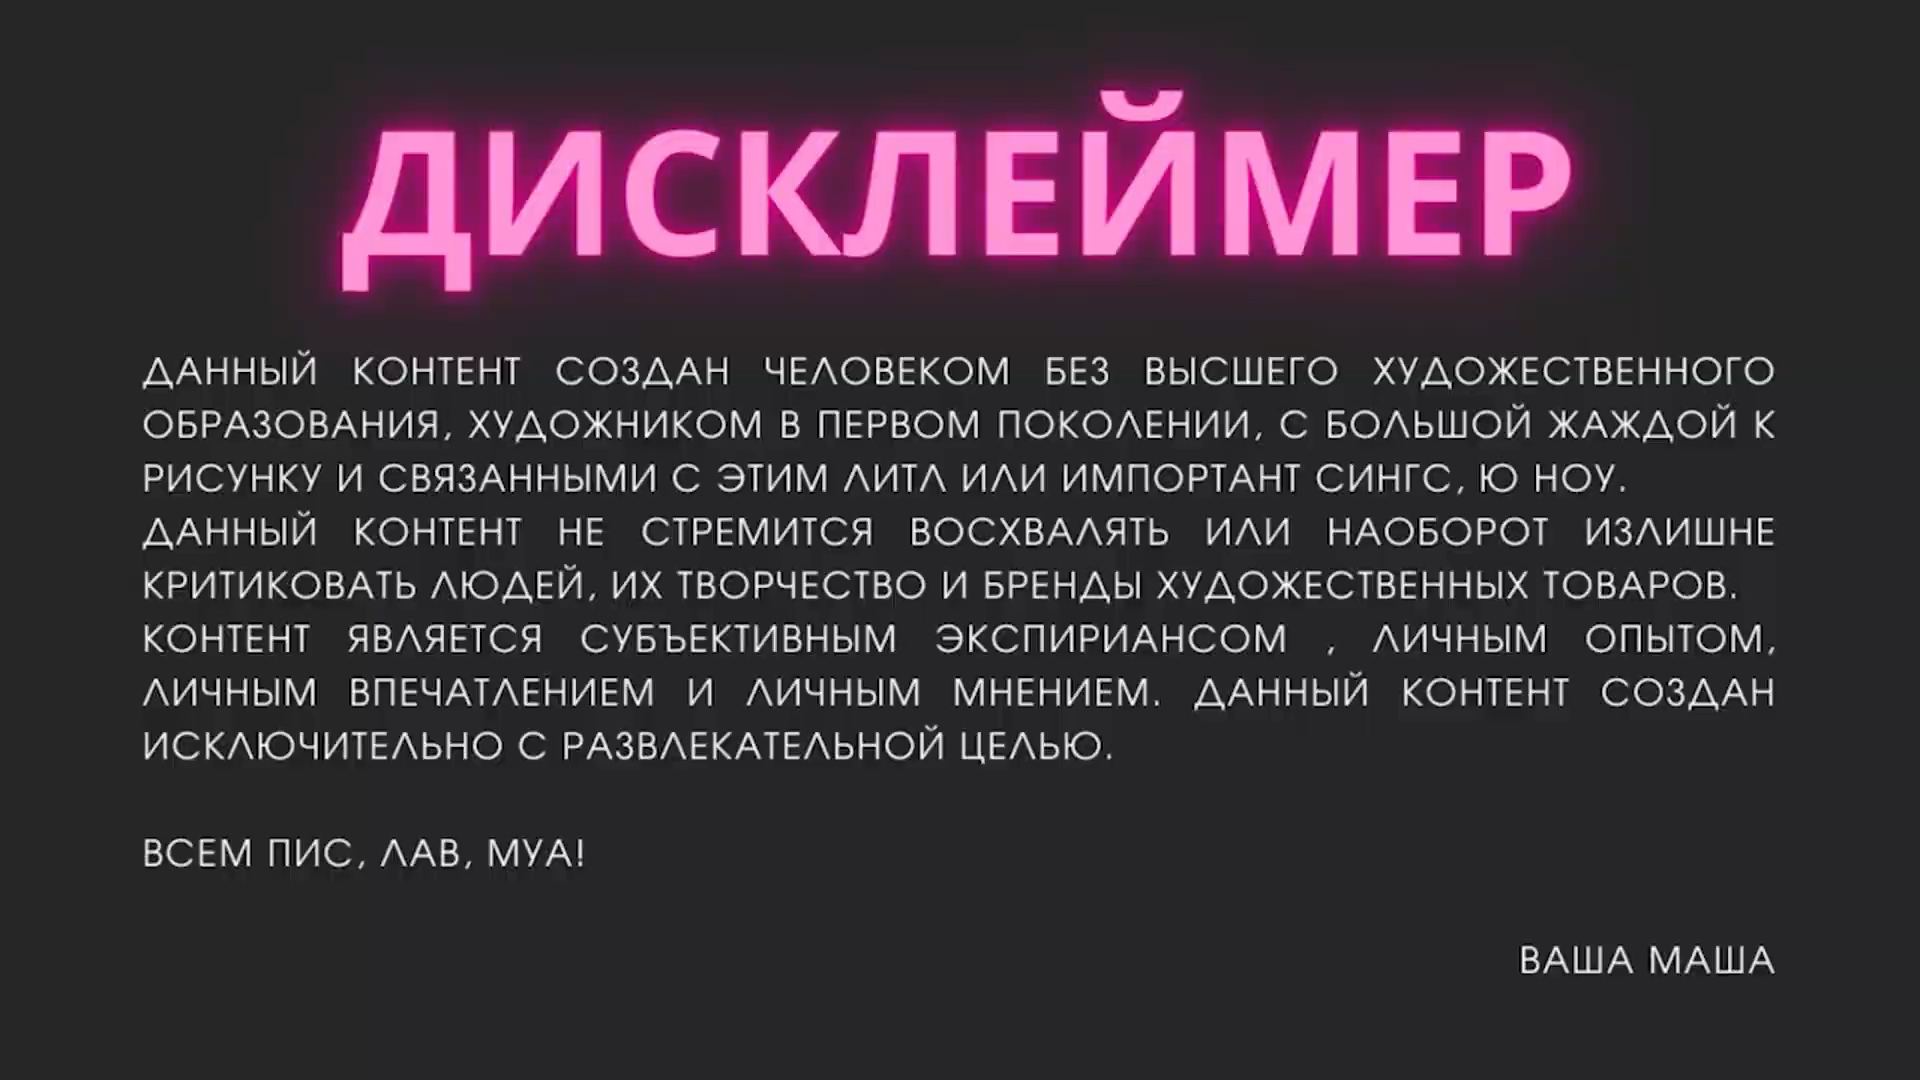 ДИСКЛЕЙМЕР
ДАННЫЙ КОНТЕНТ СОЗДАН ЧЕЛОВЕКОМ БЕЗ ВЫСШЕГО ХУДОЖЕСТВЕННОГО
ОБРАЗОВАНИЯ, ХУДОЖНИКОМ В ПЕРВОМ ПОКОЛЕНИИ, С БОЛЬШОЙ ЖАЖДОЙ К
РИСУНКУ И СВЯЗАННЫМИ С ЭТИМ ЛИТЛ ИЛИ ИМПОРТАНТ СИНГС, Ю НОУ.
ДАННЫЙ КОНТЕНТ НЕ СТРЕМИТСЯ ВОСХВАЛЯТЬ ИЛИ НАОБОРОТ ИЗЛИШНЕ
КРИТИКОВАТЬ ЛЮДЕЙ, ИХ ТВОРЧЕСТВО И БРЕНДЫ ХУДОЖЕСТВЕННЫХ ТОВАРОВ.
КОНТЕНТ ЯВЛЯЕТСЯ СУБЪЕКТИВНЫМ ЭКСПИРИАНСОМ , ЛИЧНЫМ ОПЫТОМ,
ЛИЧНЫМ ВПЕЧАТЛЕНИЕМ И ЛИЧНЫМ МНЕНИЕМ. ДАННЫЙ КОНТЕНТ СОЗДАН
ИСКЛЮЧИТЕЛЬНО С РАЗВЛЕКАТЕЛЬНОЙ ЦЕЛЬЮ.
ВСЕМ ПИС, ЛАВ, МУА!
ВАША МАША